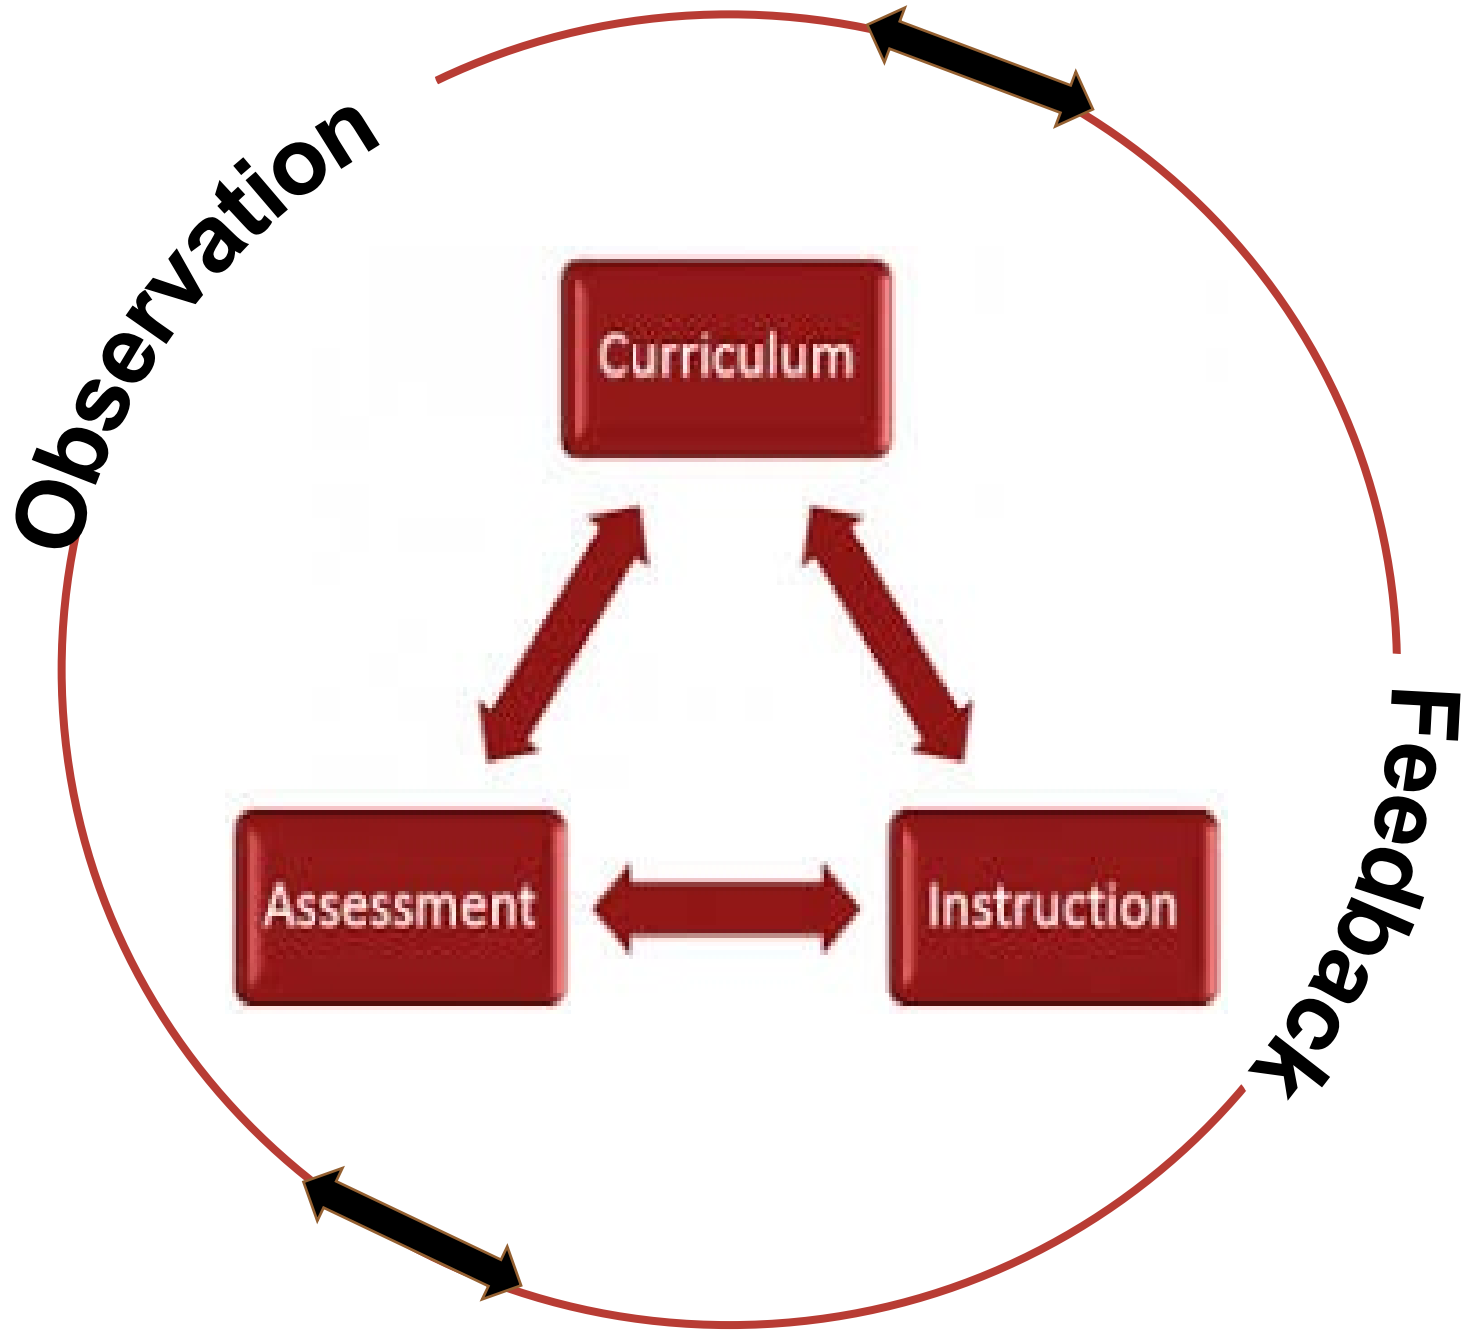 Observation
Curriculum
Feedback
Assessment
Instruction